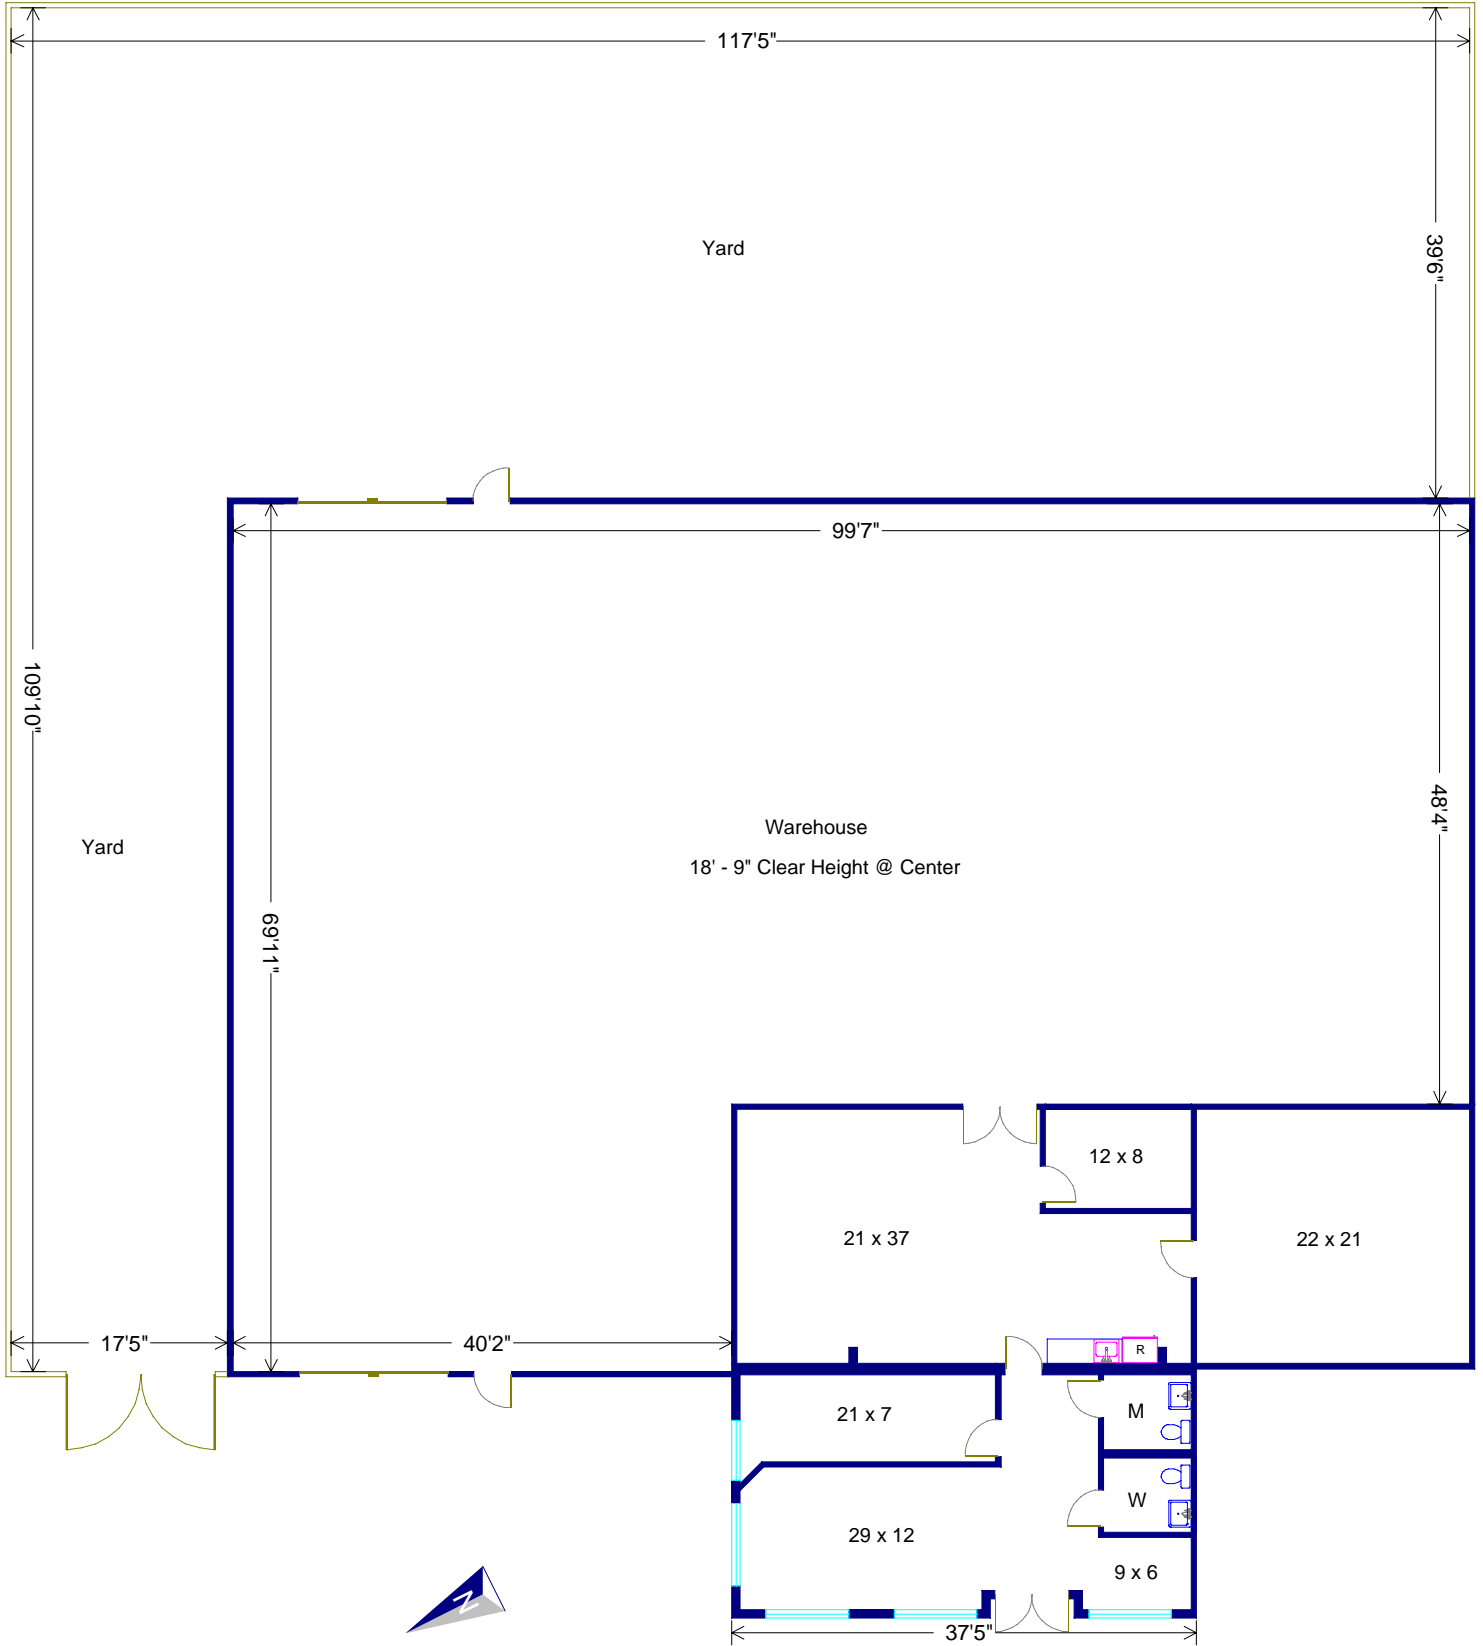 117'5"
Yard
39'6"
99'7"
109'10"
48'4"
Warehouse
Yard
18' - 9" Clear Height @ Center
69'11"
12 x 8
21 x 37
22 x 21
17'5"
40'2"
R
21 x 7
M
W
29 x 12
9 x 6
N
37'5"